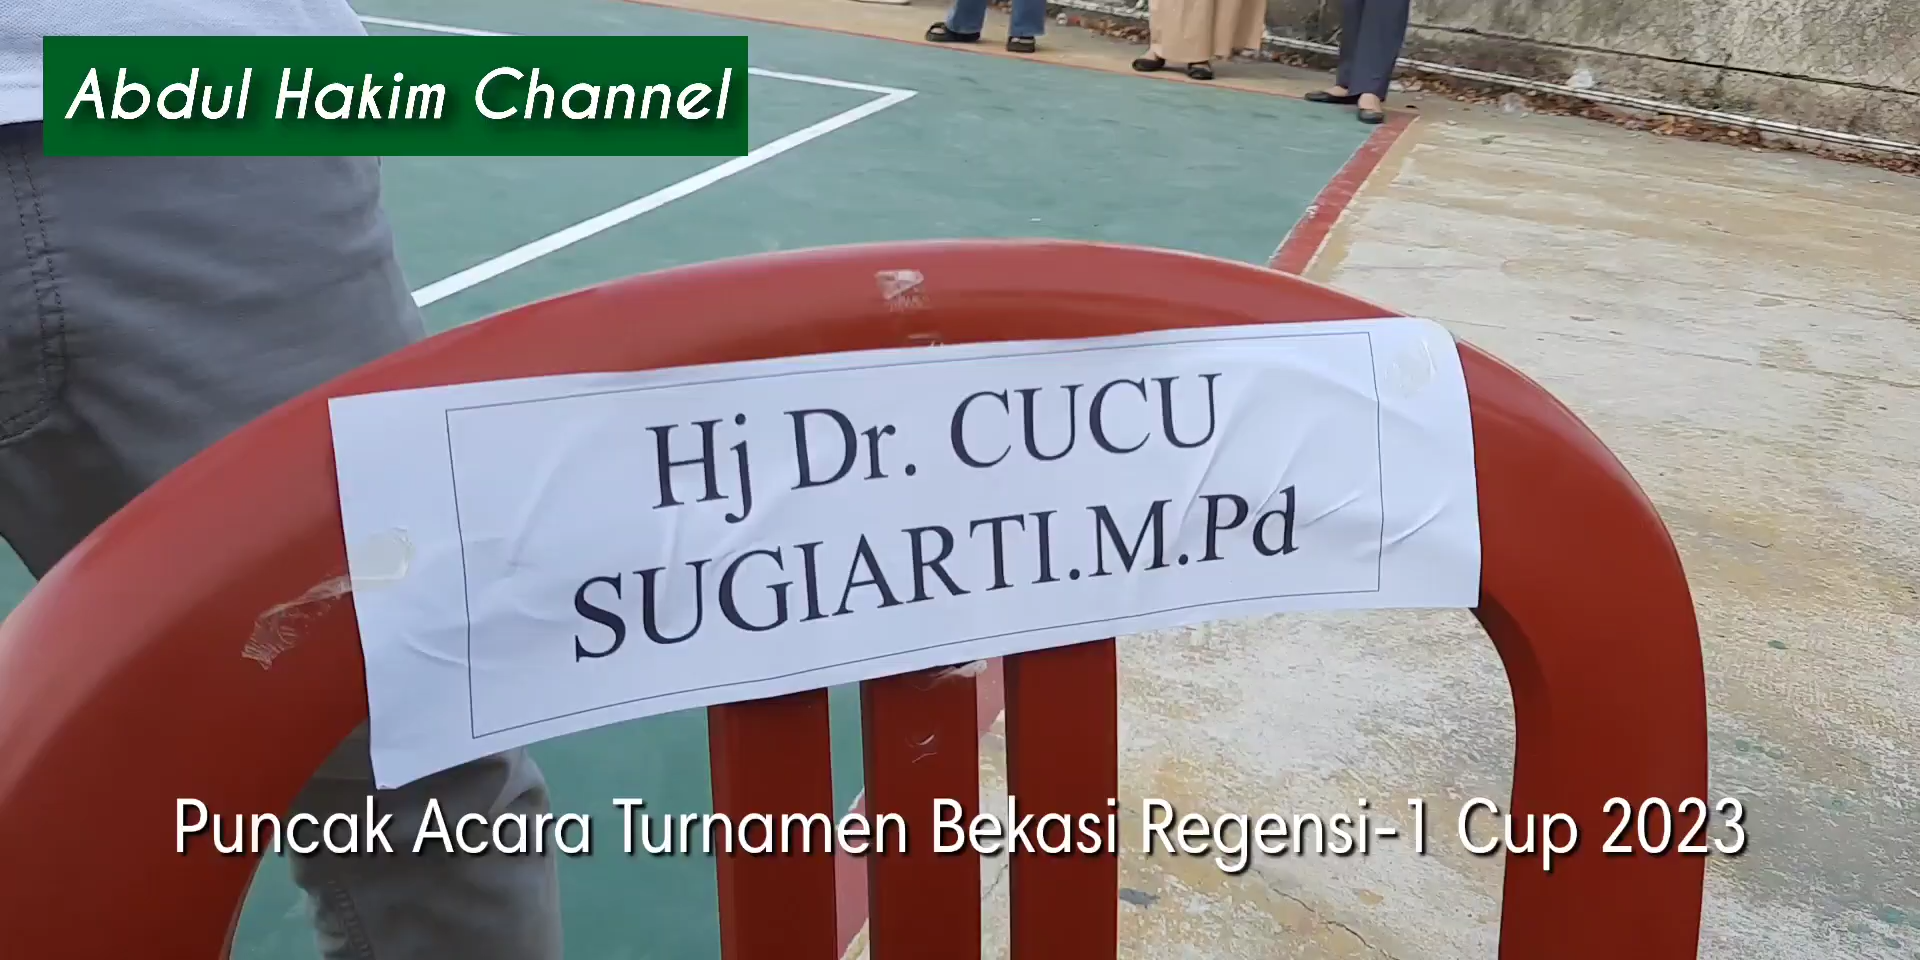 Abdul Hakim Channel
Hj Dr. CUCU
SUGIARTI.M.Pd
Puncak Acara Turnamen Bekasi Regensi-1 Cup 2023